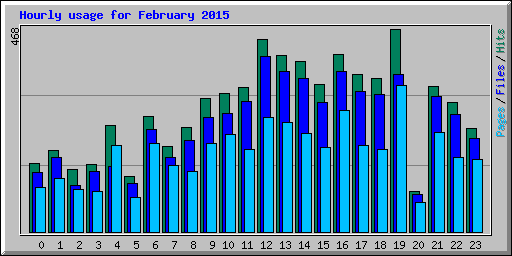 Hourly usage for February 2015
468
Pages/Files/Hits
0 1 2 3 4 5 6 7 8 9 10 11 12 13 14 15 16 17 18 19 20 21 22 23